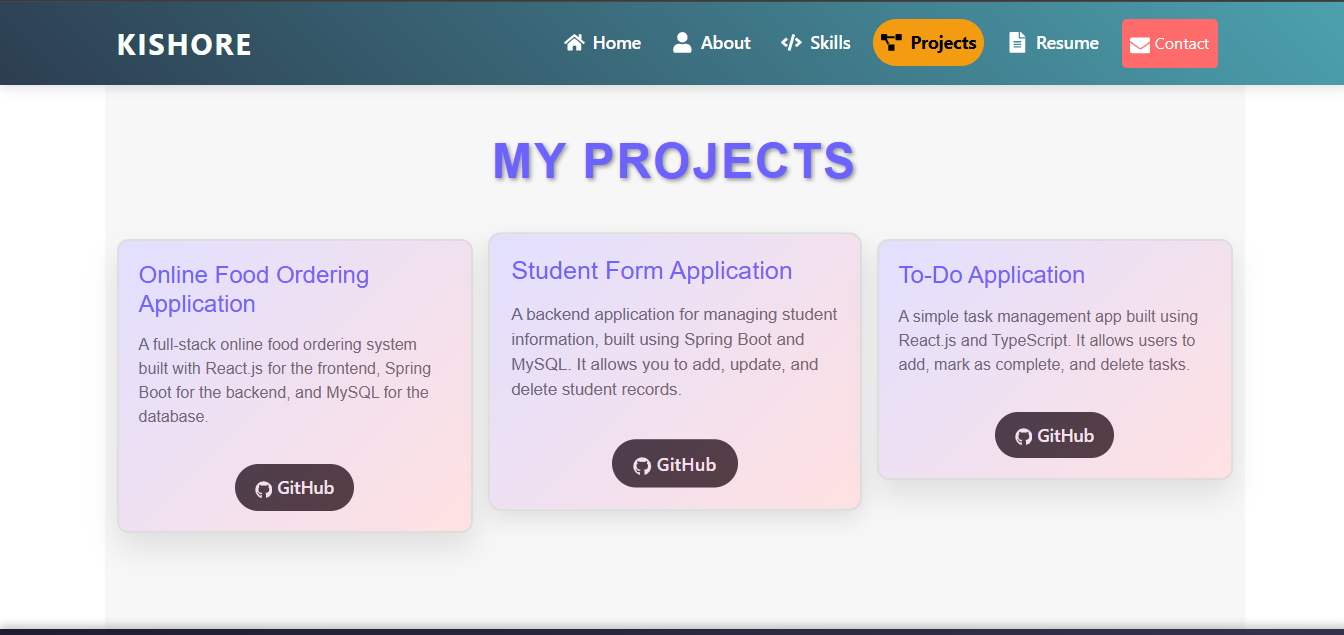 KISHORE
Home
About
Skills
Projects
Resume
Contact
MY PROJECTS
Online Food Ordering
Application
A full-stack online food ordering system
built with React.js for the frontend, Spring
Boot for the backend, and MySQL for the
database.
GitHub
Student Form Application
A backend application for managing student
information, built using Spring Boot and
MySQL. It allows you to add, update, and
delete student records.
GitHub
To-Do Application
A simple task management app built using
React.js and TypeScript. It allows users to
add, mark as complete, and delete tasks.
GitHub